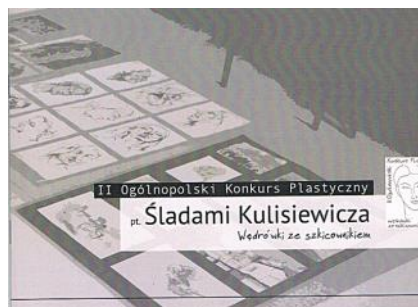 II Ogólnopolski Konkurs Plastyczny
pt. Śladami Kulisiewicza
Wędrówki ze szkicownikiem